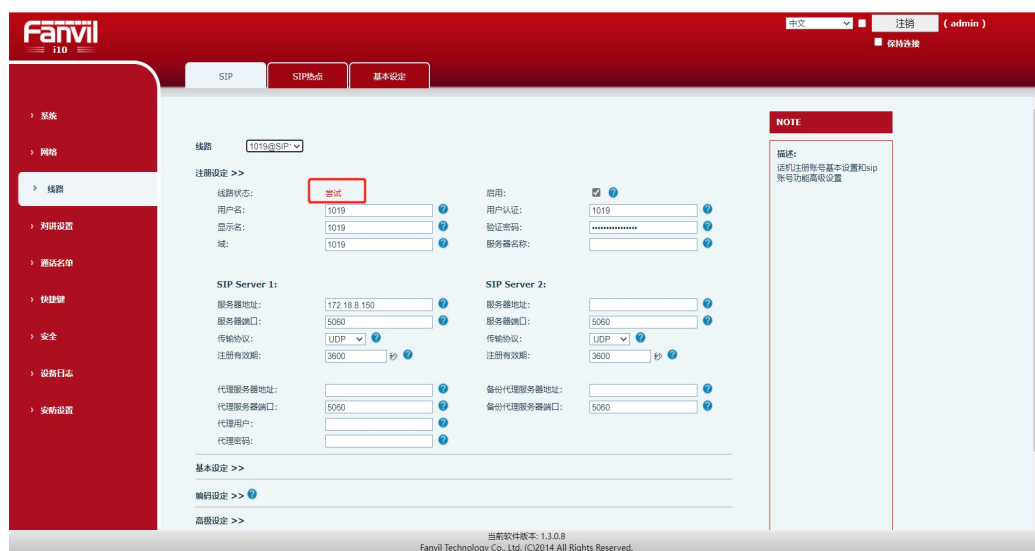 Fanvil
i10
中文
注销
( admin )
保持连接
SIP
SIP热点
基本设定
系统
网络
线路
对讲设置
通话名单
快捷键
安全
设备日志
安防设置
线路
1019@SIP
注册设定 >>
线路状态: 尝试 启用:
用户名: 1019 用户认证: 1019
显示名: 1019 验证密码: ••••••••••••••••
域: 1019 服务器名称:
SIP Server 1: SIP Server 2:
服务器地址: 172.18.8.150 服务器地址:
服务器端口: 5060 服务器端口: 5060
传输协议: UDP 传输协议: UDP
注册有效期: 3600 秒 注册有效期: 3600 秒
代理服务器地址: 备份代理服务器地址:
代理服务器端口: 5060 备份代理服务器端口: 5060
代理用户:
代理密码:
基本设定 >>
编码设定 >>
高级设定 >>
NOTE
描述:
话机注册账号基本设置和sip
账号功能高级设置
当前软件版本: 1.3.0.8
Fanvil Technology Co., Ltd. (C)2014 All Rights Reserved.